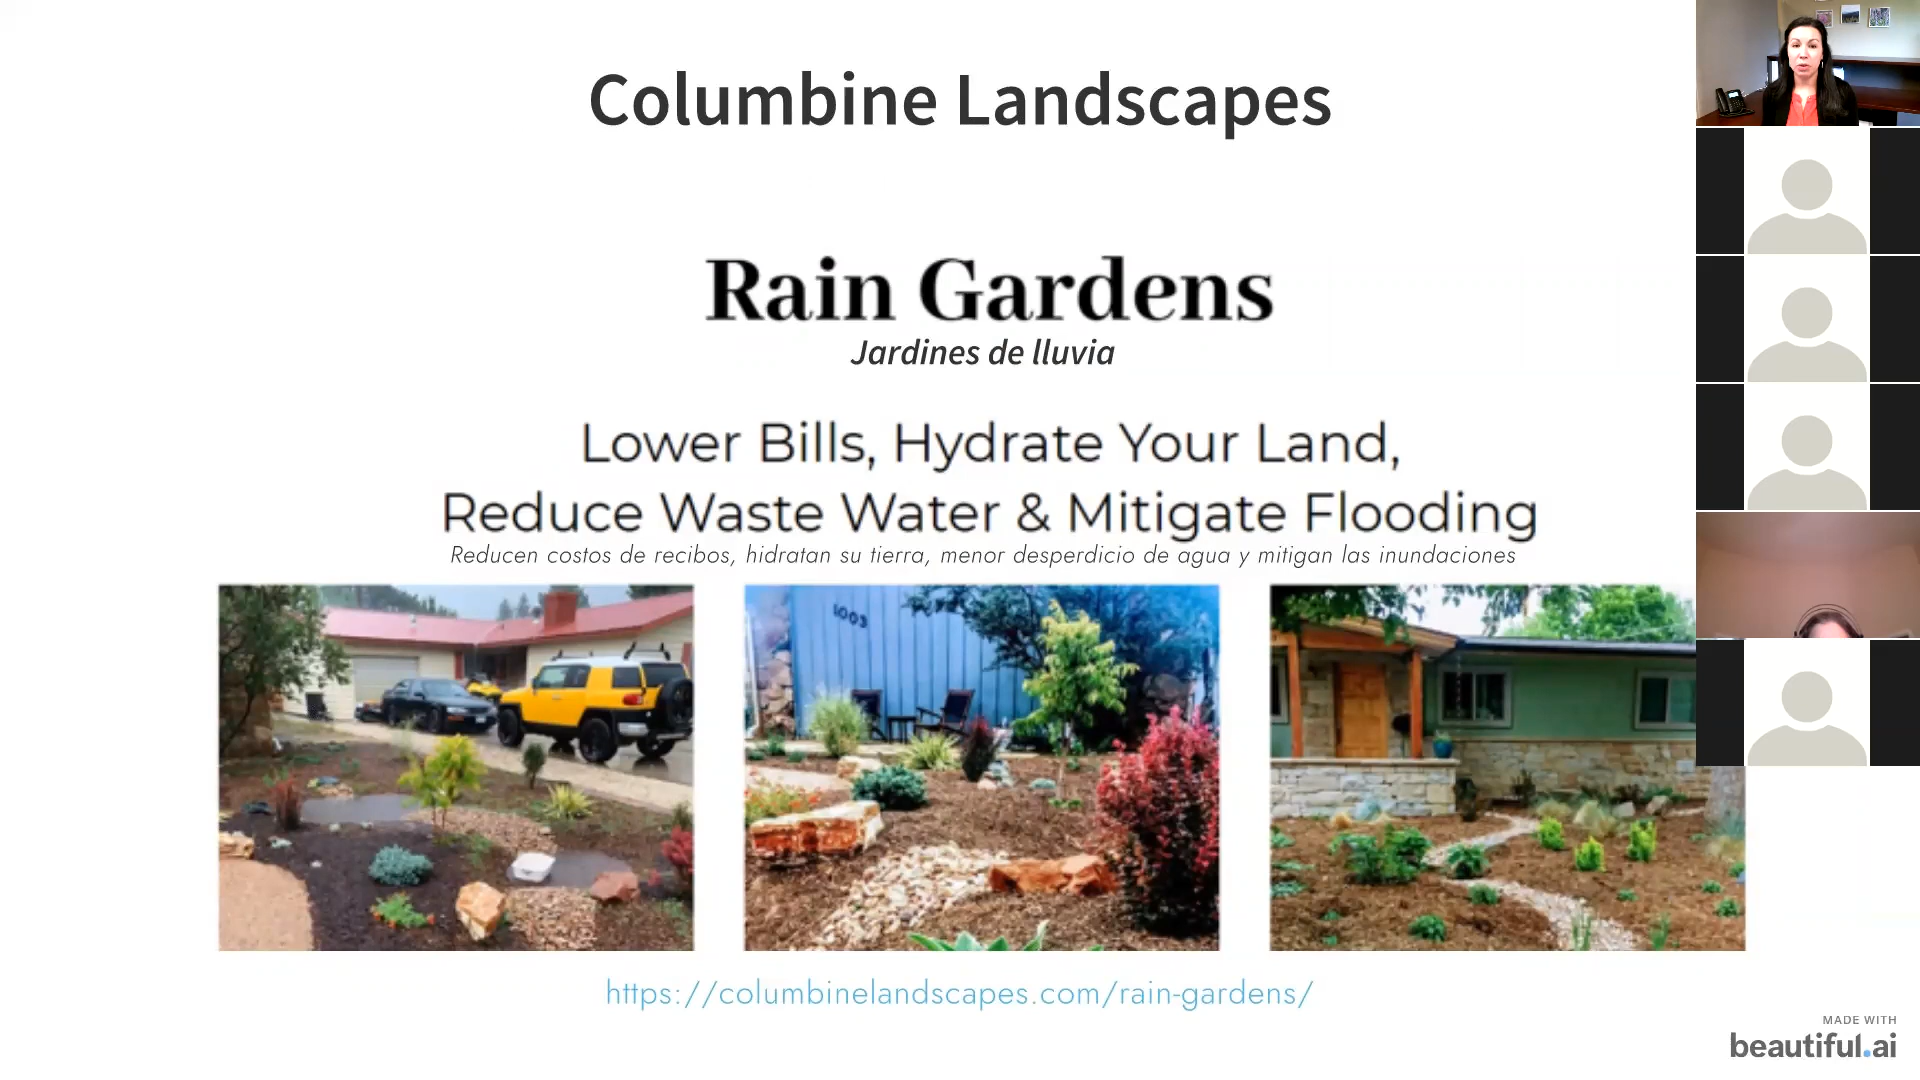 Columbine Landscapes
Rain Gardens
Jardines de lluvia
Lower Bills, Hydrate Your Land,
Reduce Waste Water & Mitigate Flooding
Reducen costos de recibos, hidratan su tierra, menor desperdicio de agua y mitigan las inundaciones
1003
https://columbinelandscapes.com/rain-gardens/
MADE WITH
beautiful.ai